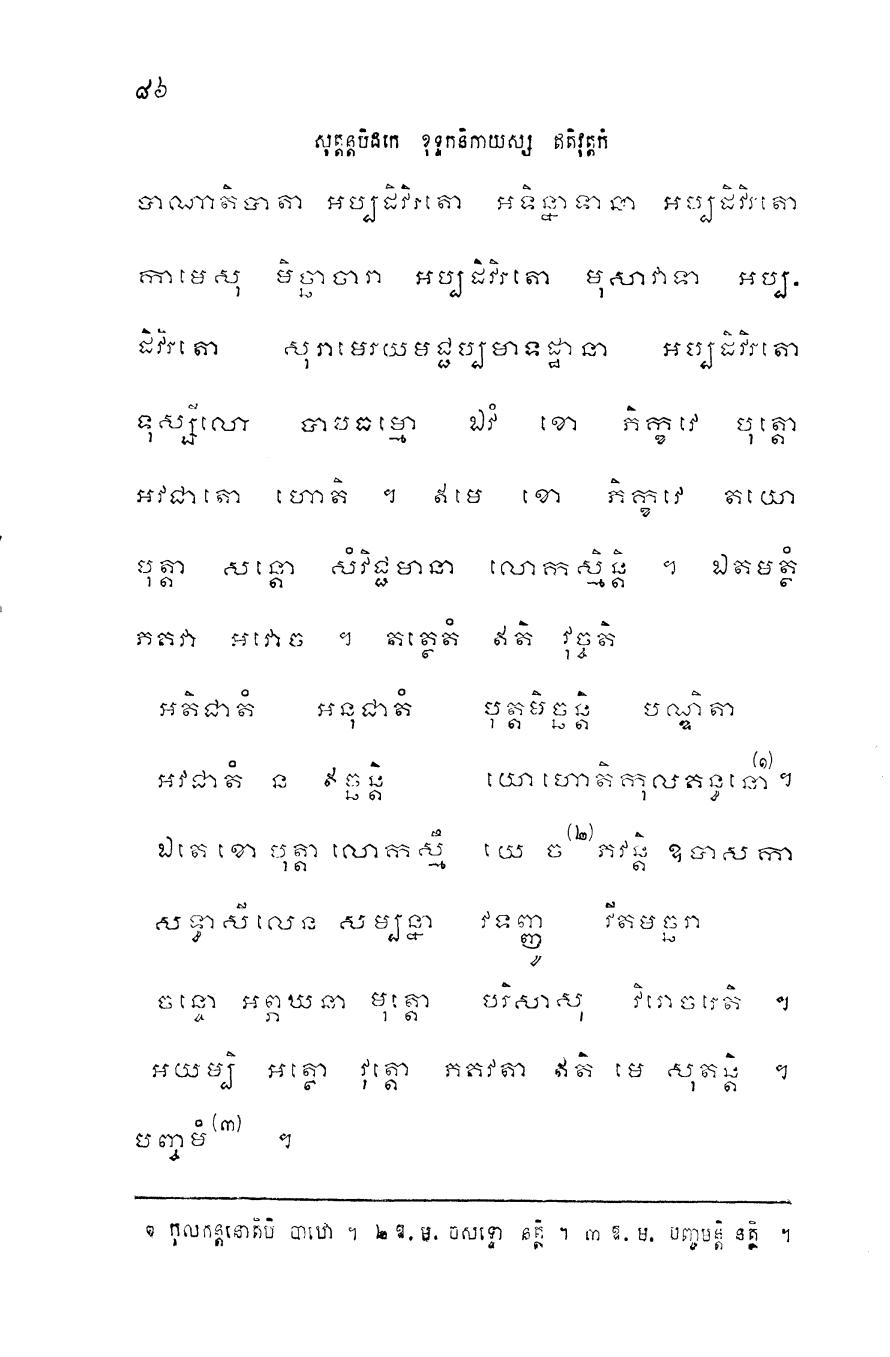 ៨៦
សុត្តន្តបិដកេ ខុទ្ទកនិកាយស្ស ឥតិវុត្តកំ
បាណាតិបាតា អប្បដិវិរតោ អទិន្នាទានា អប្បដិវិរតោ
កាមេសុ មិច្ឆាចារា អប្បដិវិរតោ មុសាវាទា អប្ប-
ដិវិរតោ សុរាមេរយមជ្ជប្បមាទដ្ឋានា អប្បដិវិរតោ
ទុស្សីលោ បាបធម្មោ ឯវំ ខោ ភិក្ខវេ បុត្តោ
អវជាតោ ហោតិ ។ ឥមេ ខោ ភិក្ខវេ តយោ
បុត្តា សន្តោ សំវិជ្ជមានា លោកស្មិន្តិ ។ ឯតមត្ថំ
ភគវា អវោច ។ តត្ថេតំ ឥតិ វុច្ចតិ
អតិជាតំ អនុជាតំ បុត្តមិច្ឆន្តិ បណ្ឌិតា
អវជាតំ ន ឥច្ឆន្តិ យោ ហោតិ កុលគន្ធនោ(១)។
ឯតេ ខោ បុត្តា លោកស្មឹ យេ ច(២)ភវន្តិ ឧបាសកា
សទ្ធាសីលេន សម្បន្នា វទញ្ញូ វីតមច្ឆរា
ចន្ទោ អព្ភឃនា មុត្តោ បរិសាសុ វិរោចរេតិ ។
អយម្បិ អត្ថោ វុត្តោ ភគវតា ឥតិ មេ សុតន្តិ ។
បញ្ចមំ(៣) ។
១ កុលកន្តនោតិបិ បាឋោ ។ ២ ឱ. ម. ចសទ្ទោ នត្ថិ ។ ៣ ឱ. ម. បញ្ចមន្តិ នត្ថិ ។